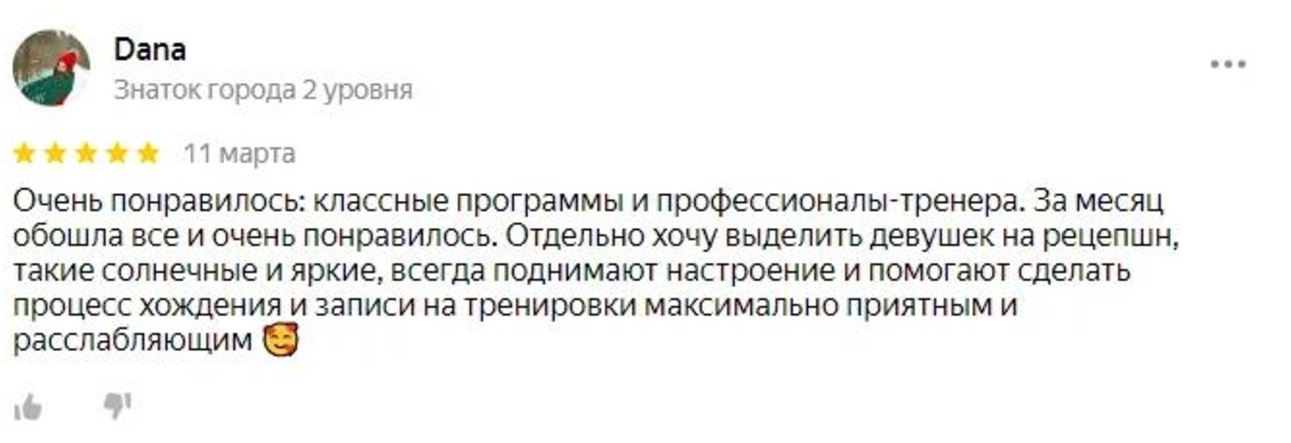 Dana
Знаток города 2 уровня
11 марта
Очень понравилось: классные программы и профессионалы-тренера. За месяц
обошла все и очень понравилось. Отдельно хочу выделить девушек на рецепшн,
такие солнечные и яркие, всегда поднимают настроение и помогают сделать
процесс хождения и записи на тренировки максимально приятным и
расслабляющим 🥰